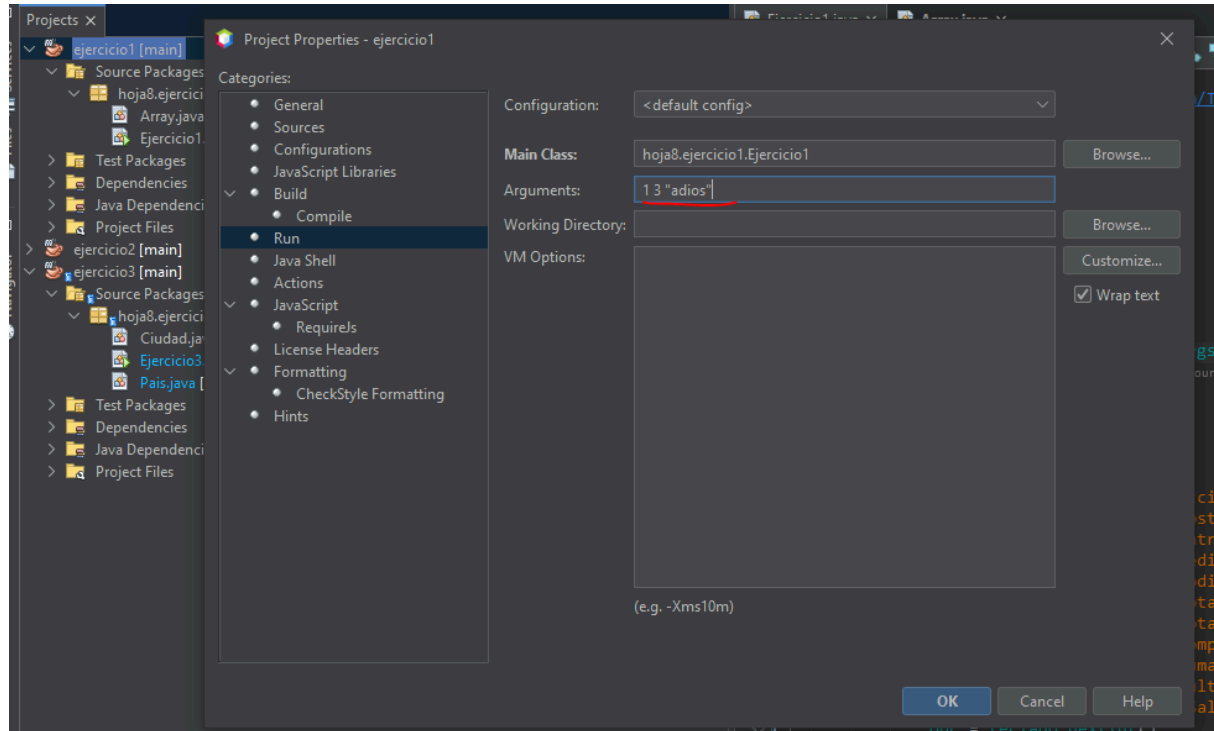 Projects ×
ejercicio1 [main]
Source Packages
hoja8.ejercici
Array.java
Ejercicio1.
Test Packages
Dependencies
Java Dependenci
Project Files
ejercicio2 [main]
ejercicio3 [main]
Source Packages
hoja8.ejercici
Ciudad.jav
Ejercicio3.
Pais.java [
Test Packages
Dependencies
Java Dependenci
Project Files
Project Properties - ejercicio1
Categories:
General
Sources
Configurations
JavaScript Libraries
Build
Compile
Run
Java Shell
Actions
JavaScript
RequireJs
License Headers
Formatting
CheckStyle Formatting
Hints
Configuration: <default config>
Main Class: hoja8.ejercicio1.Ejercicio1 Browse...
Arguments: 1 3 "adios"
Working Directory: Browse...
VM Options: Customize...
Wrap text
(e.g. -Xms10m)
OK Cancel Help